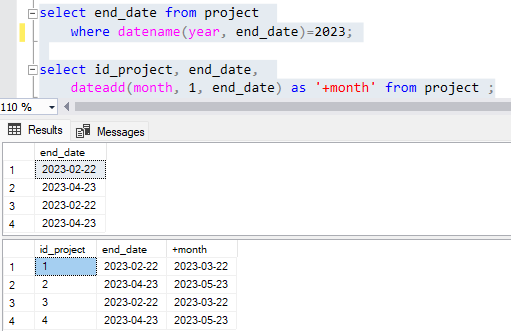 select end_date from project
where datename(year, end_date)=2023;
select id_project, end_date,
dateadd(month, 1, end_date) as '+month' from project ;
110 %
Results Messages
end_date
1 2023-02-22
2 2023-04-23
3 2023-02-22
4 2023-04-23
id_project end_date +month
1 1 2023-02-22 2023-03-22
2 2 2023-04-23 2023-05-23
3 3 2023-02-22 2023-03-22
4 4 2023-04-23 2023-05-23